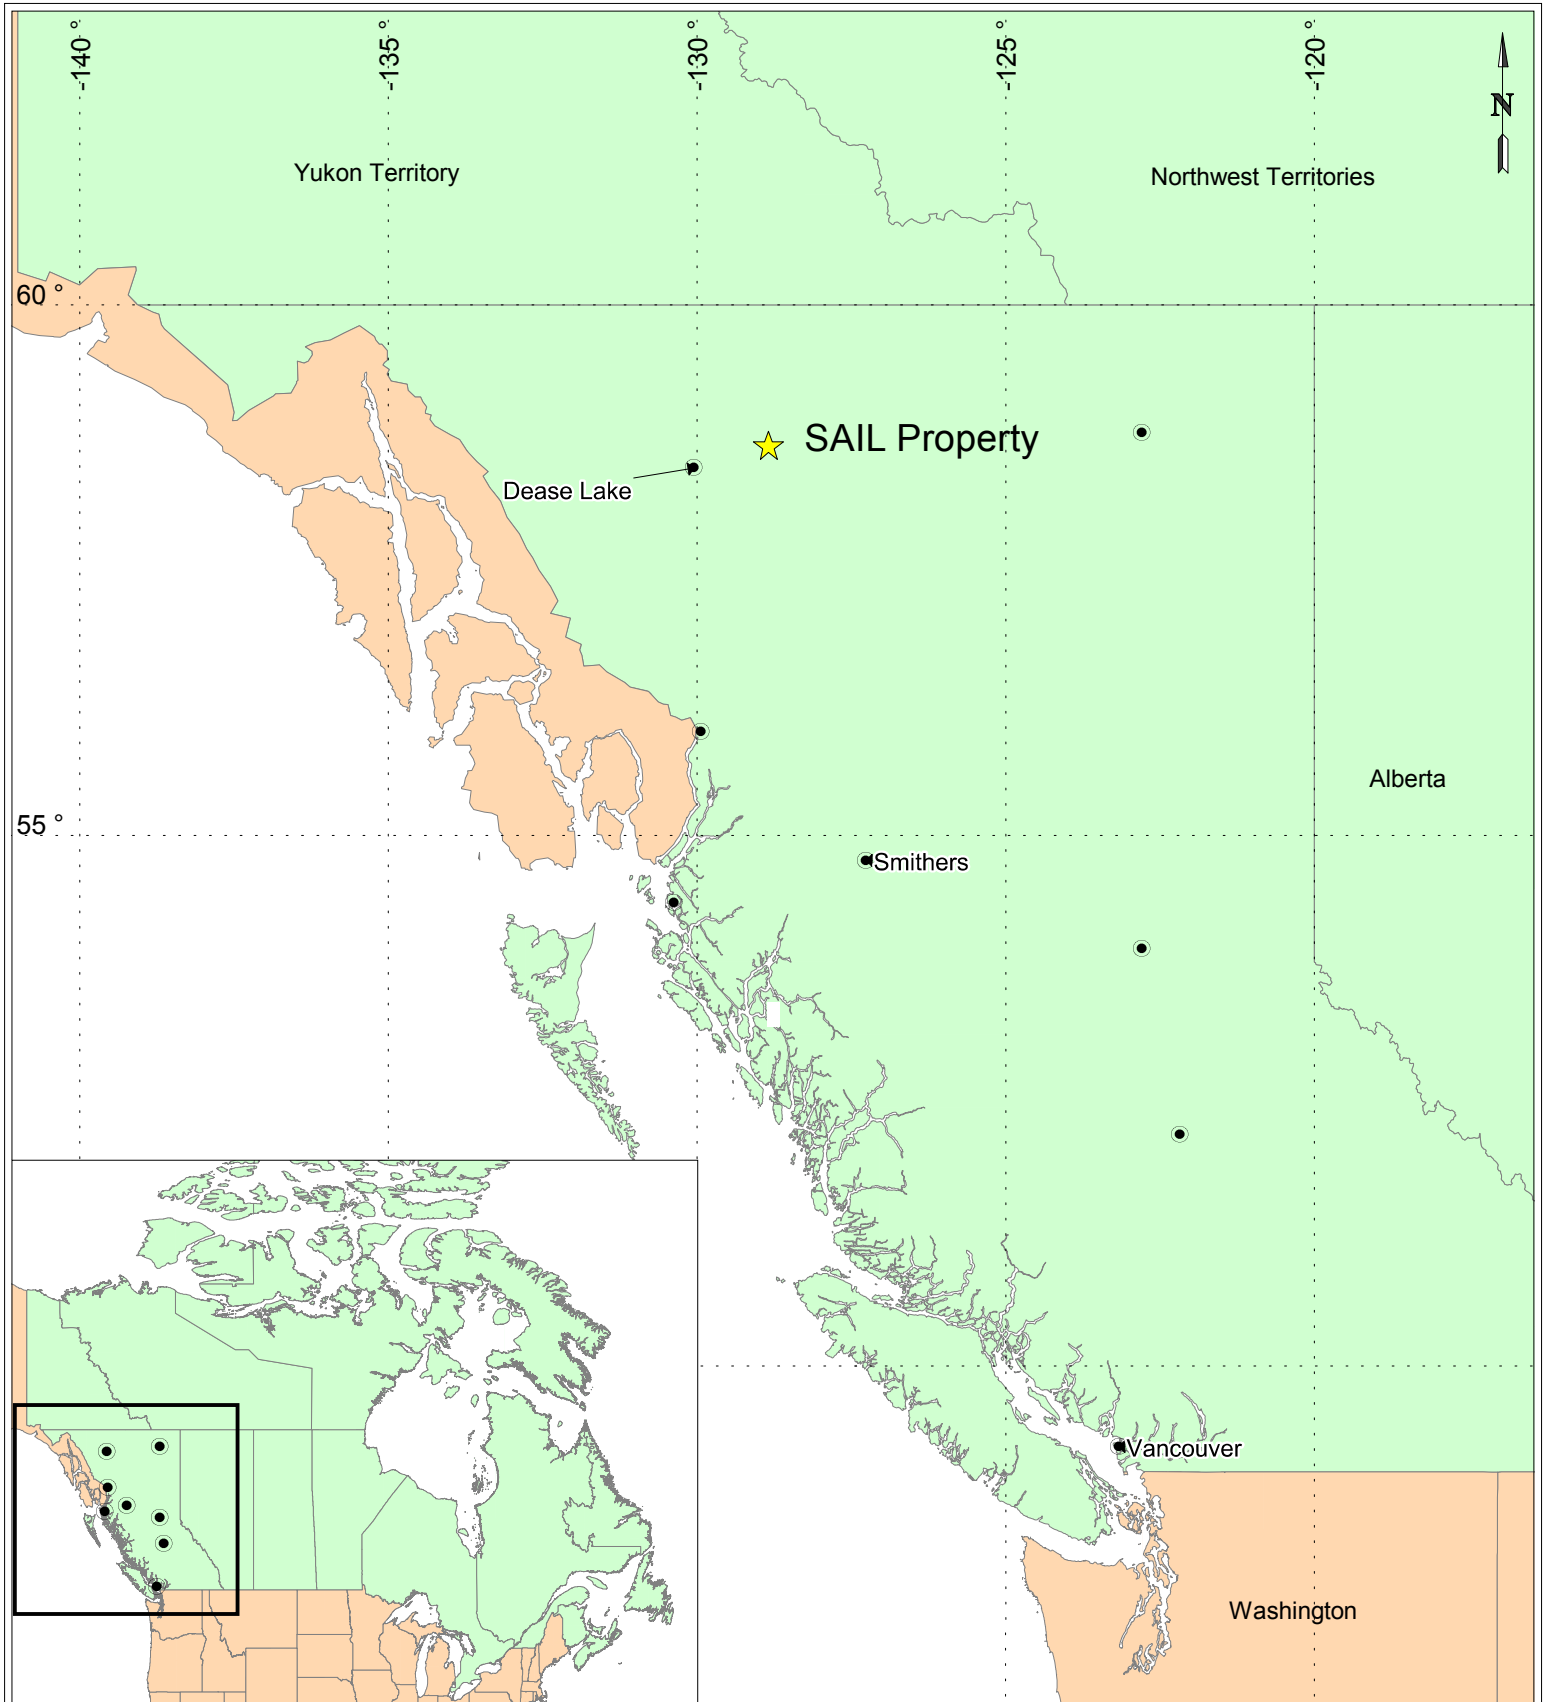 -140 °
-135 °
-130 °
-125 °
-120 °
N
Yukon Territory
Northwest Territories
60 °
SAIL Property
Dease Lake
Alberta
55 °
Smithers
Vancouver
Washington